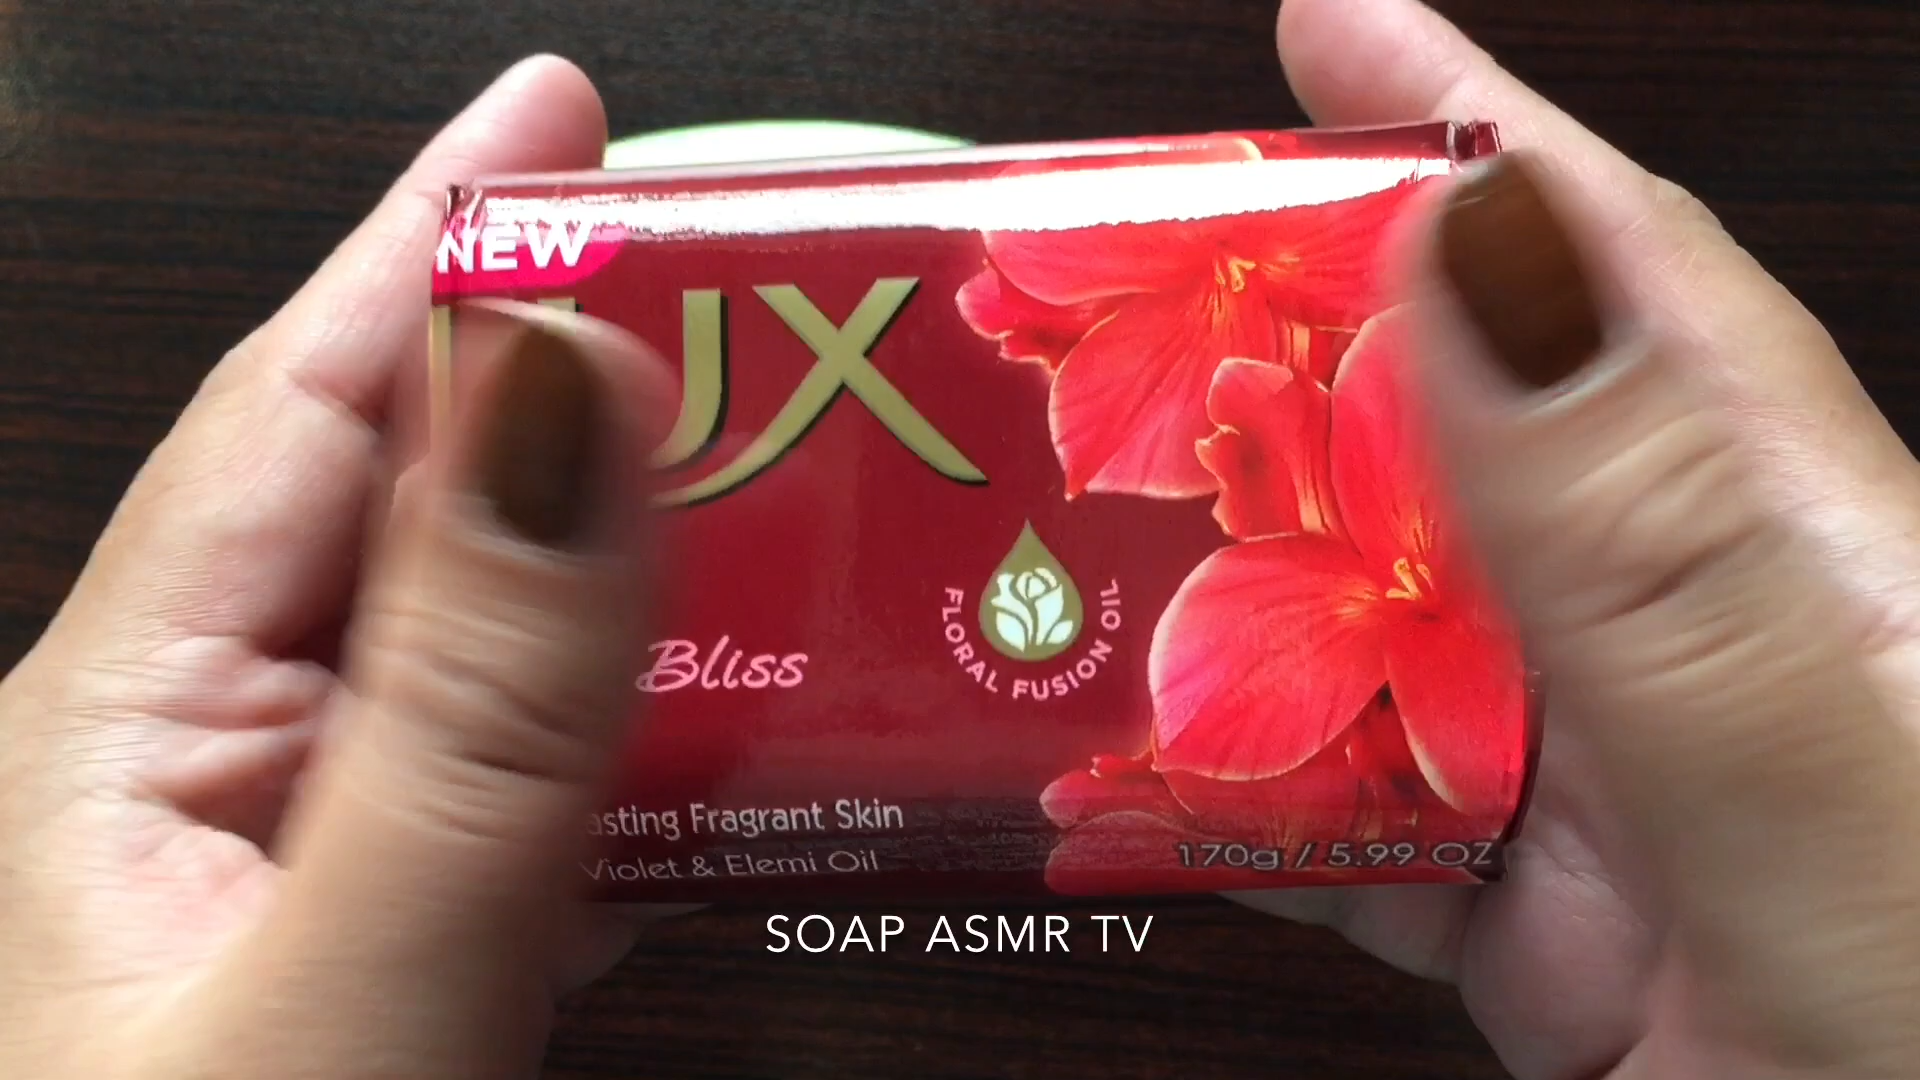 NEW
UX
Bliss
FLORAL FUSION OIL
asting Fragrant Skin
Violet & Elemi Oil
170g / 5.99 OZ
SOAP ASMR TV